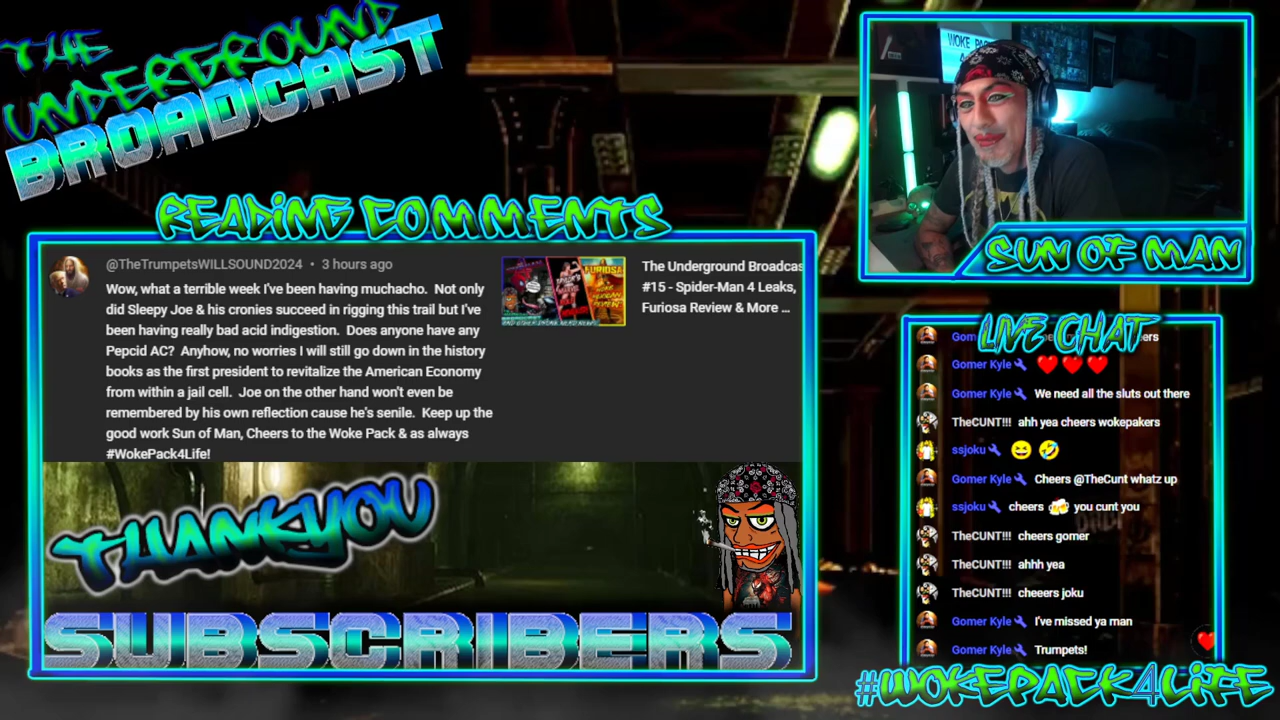 THE
UNDERGROUND
BROADCAST
READING COMMENTS
@TheTrumpetsWILLSOUND2024 • 3 hours ago
Wow, what a terrible week I've been having muchacho. Not only
did Sleepy Joe & his cronies succeed in rigging this trail but I've
been having really bad acid indigestion. Does anyone have any
Pepcid AC? Anyhow, no worries I will still go down in the history
books as the first president to revitalize the American Economy
from within a jail cell. Joe on the other hand won't even be
remembered by his own reflection cause he's senile. Keep up the
good work Sun of Man, Cheers to the Woke Pack & as always
#WokePack4Life!
FURIOSA
The Underground Broadcas
#15 - Spider-Man 4 Leaks,
Furiosa Review & More ...
THANK YOU
SUBSCRIBERS
WOKE PACK
SUN OF MAN
LIVE CHAT
Gom ers
Gomer Kyle ❤️❤️❤️
Gomer Kyle We need all the sluts out there
TheCUNT!!! ahh yea cheers wokepakers
ssjoku 😆 🤣
Gomer Kyle Cheers @TheCunt whatz up
ssjoku cheers 🍻 you cunt you
TheCUNT!!! cheers gomer
TheCUNT!!! ahhh yea
TheCUNT!!! cheeers joku
Gomer Kyle I've missed ya man
Gomer Kyle Trumpets!
#WOKEPACK4LIFE